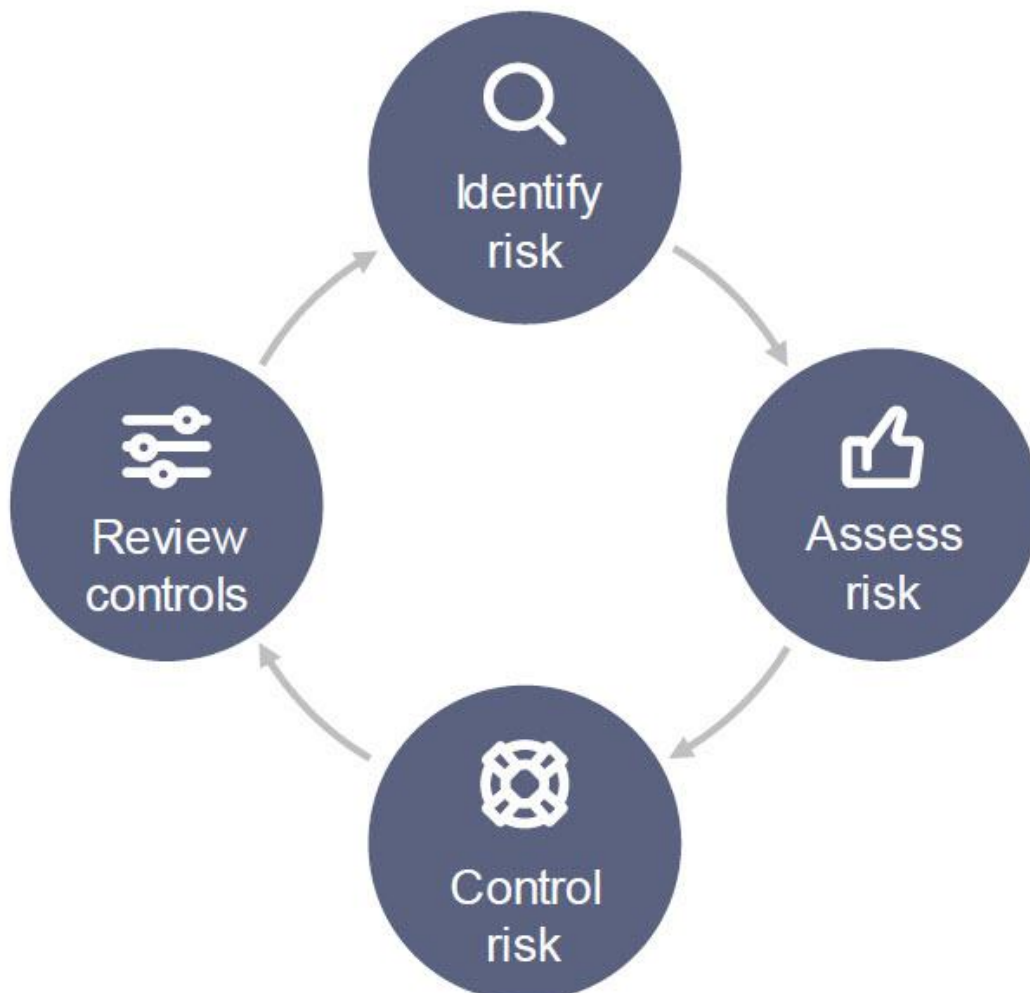 Identify
risk
Assess
risk
Control
risk
Review
controls